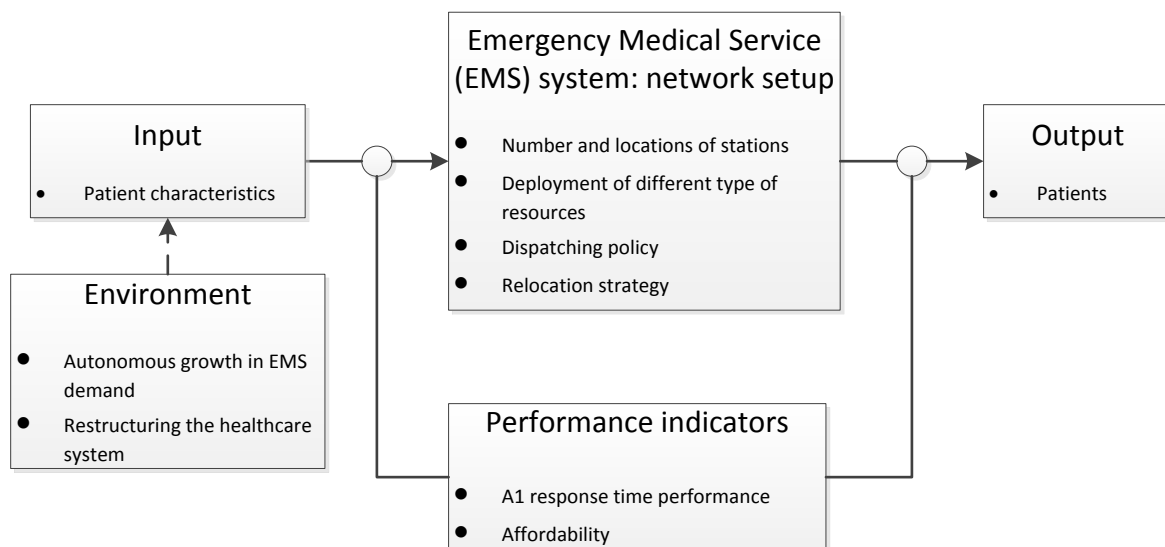 Input
• Patient characteristics
Environment
• Autonomous growth in EMS
demand
• Restructuring the healthcare
system
Emergency Medical Service
(EMS) system: network setup
• Number and locations of stations
• Deployment of different type of
resources
• Dispatching policy
• Relocation strategy
Performance indicators
• A1 response time performance
• Affordability
Output
• Patients